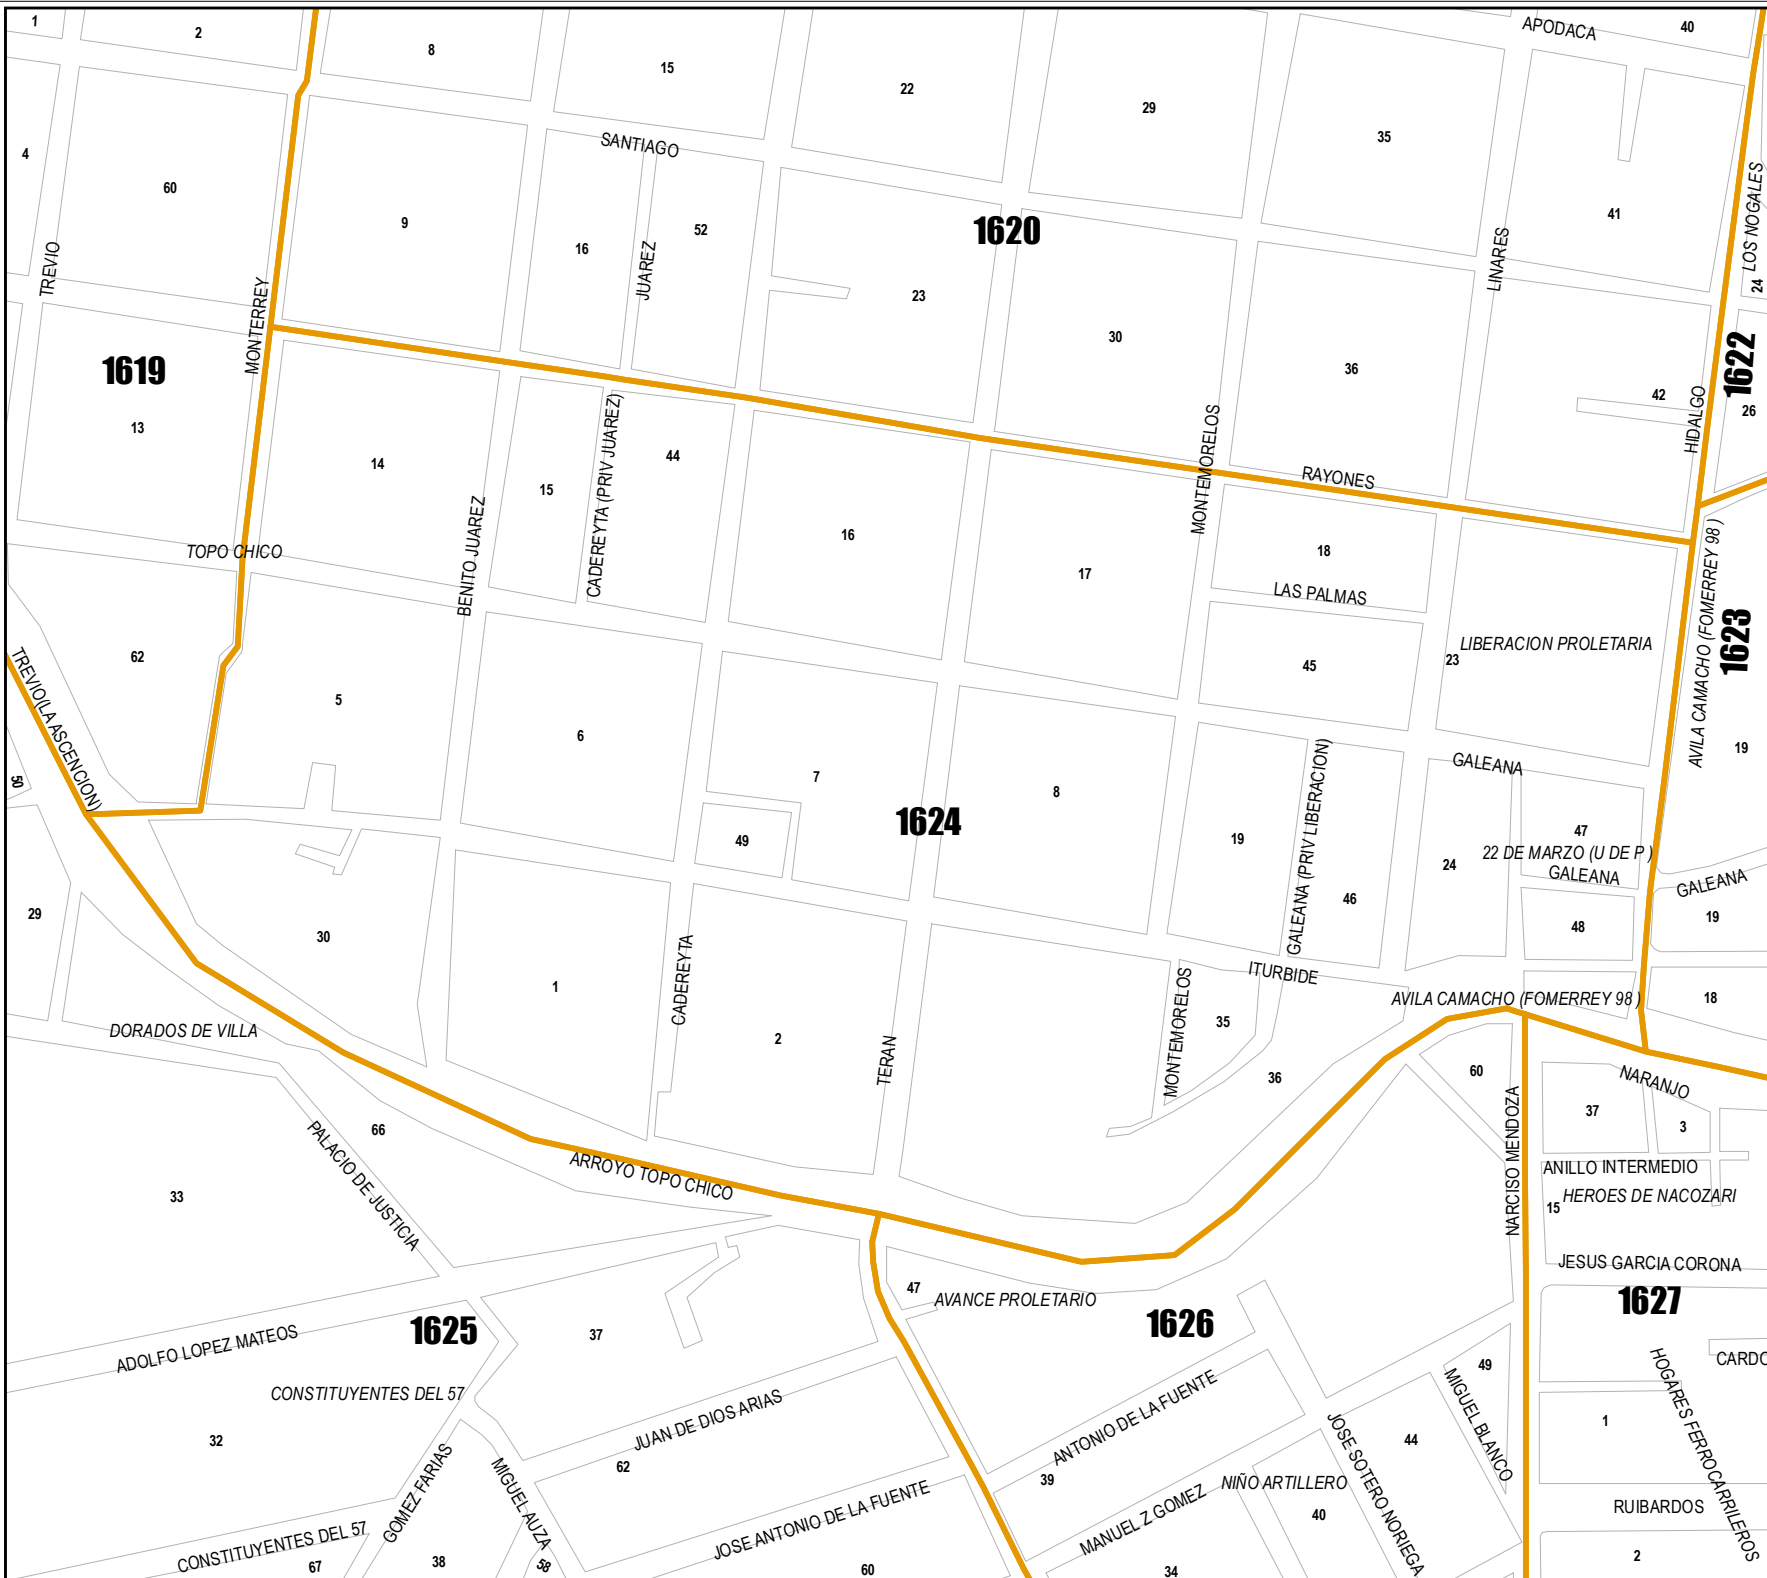 1
2
8
15
22
29
APODACA
40
35
4
60
9
SANTIAGO
16
52
JUAREZ
23
1620
41
LOS NOGALES
24
TREVIO
MONTERREY
LINARES
30
36
1619
13
1622
42
26
HIDALGO
14
BENITO JUAREZ
15
CADEREYTA (PRIV JUAREZ)
44
16
17
MONTEMORELOS
RAYONES
18
LAS PALMAS
TOPO CHICO
45
23
LIBERACION PROLETARIA
AVILA CAMACHO (FOMERREY 98 )
1623
19
62
TREVIO(LA ASCENCION)
50
5
6
7
8
1624
49
GALEANA
GALEANA (PRIV LIBERACION)
19
46
24
47
22 DE MARZO (U DE P )
GALEANA
48
GALEANA
19
18
29
30
1
CADEREYTA
2
TERAN
MONTEMORELOS
ITURBIDE
35
36
AVILA CAMACHO (FOMERREY 98 )
60
NARCISO MENDOZA
NARANJO
37
3
ANILLO INTERMEDIO
HEROES DE NACOZARI
15
JESUS GARCIA CORONA
1627
DORADOS DE VILLA
66
33
PALACIO DE JUSTICIA
ARROYO TOPO CHICO
47
AVANCE PROLETARIO
1626
1625
37
ADOLFO LOPEZ MATEOS
CONSTITUYENTES DEL 57
32
JUAN DE DIOS ARIAS
62
GOMEZ FARIAS
MIGUEL AUZA
JOSE ANTONIO DE LA FUENTE
CONSTITUYENTES DEL 57
67
38
58
60
ANTONIO DE LA FUENTE
39
MANUEL Z GOMEZ
NIÑO ARTILLERO
40
34
JOSE SOTERO NORIEGA
44
MIGUEL BLANCO
49
CARDO
HOGARES FERROCARRILEROS
1
RUIBARDOS
2